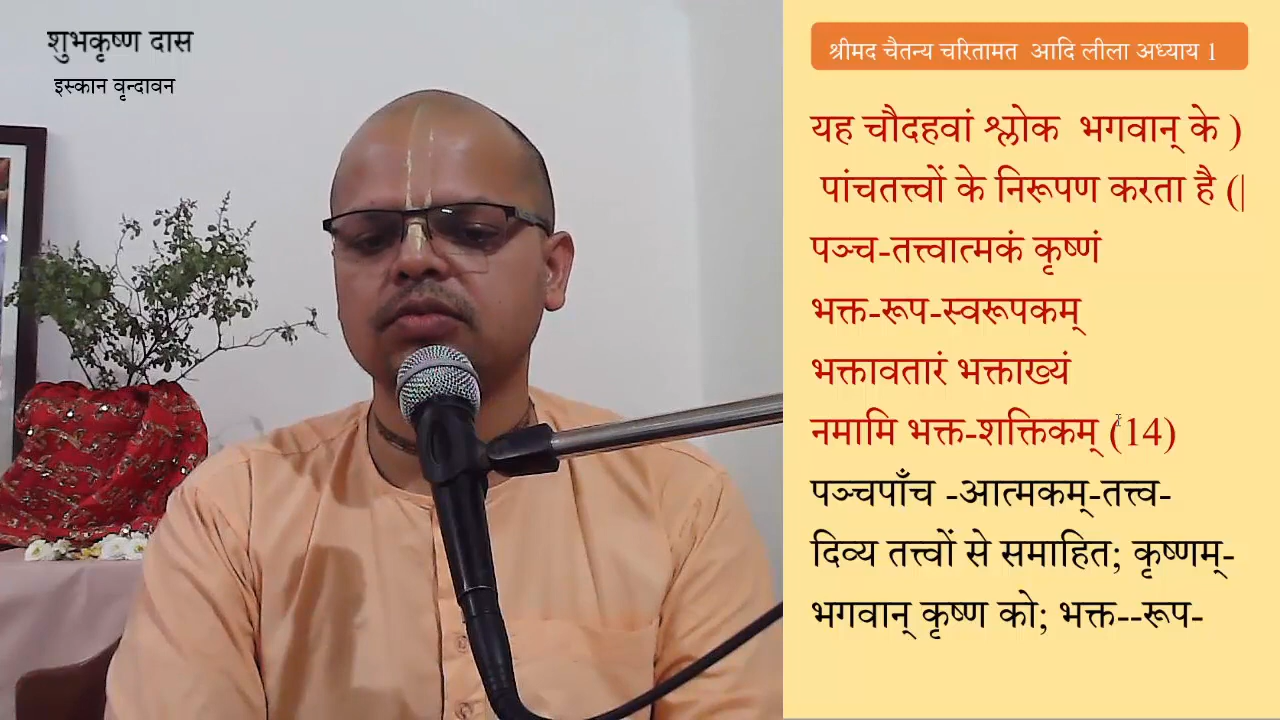 शुभकृष्ण दास
इस्कान वृन्दावन
श्रीमद चैतन्य चरितामत आदि लीला अध्याय 1
यह चौदहवां श्लोक भगवान् के )
पांचतत्त्वों के निरूपण करता है (|
पञ्च-तत्त्वात्मकं कृष्णं
भक्त-रूप-स्वरूपकम्
भक्तावतारं भक्ताख्यं
नमामि भक्त-शक्तिकम् (14)
पञ्चपाँच -आत्मकम्-तत्त्व-
दिव्य तत्त्वों से समाहित; कृष्णम्-
भगवान् कृष्ण को; भक्त--रूप-